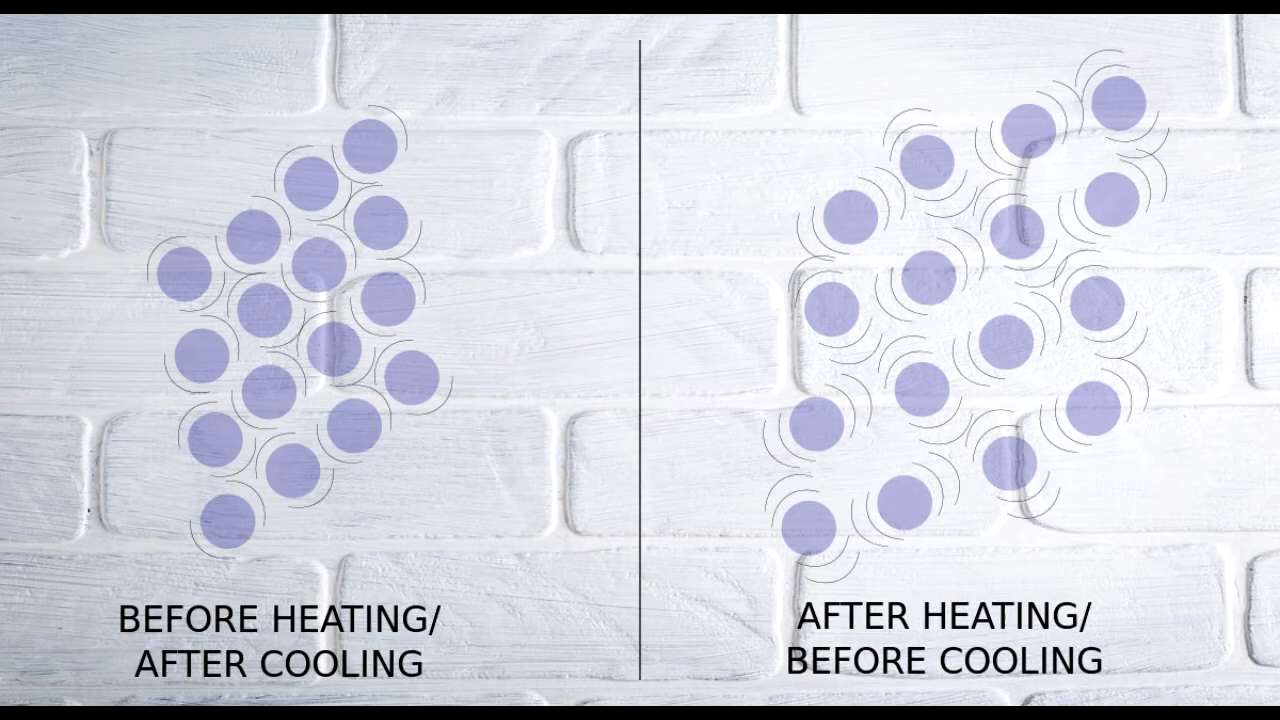 BEFORE HEATING/
AFTER COOLING
AFTER HEATING/
BEFORE COOLING